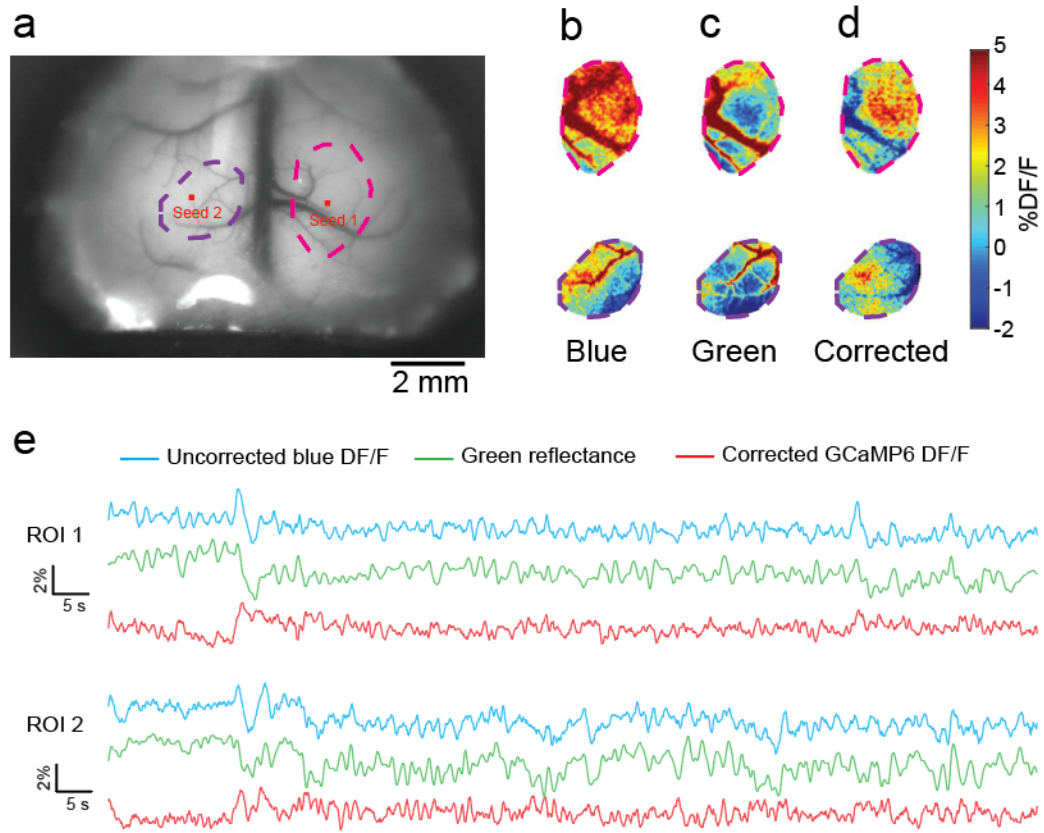 a
b
c
d
Seed 2
Seed 1
2 mm
Blue
Green
Corrected
5
4
3
2
1
0
-1
-2
%DF/F
e
Uncorrected blue DF/F
Green reflectance
Corrected GCaMP6 DF/F
ROI 1
2%
5 s
ROI 2
2%
5 s